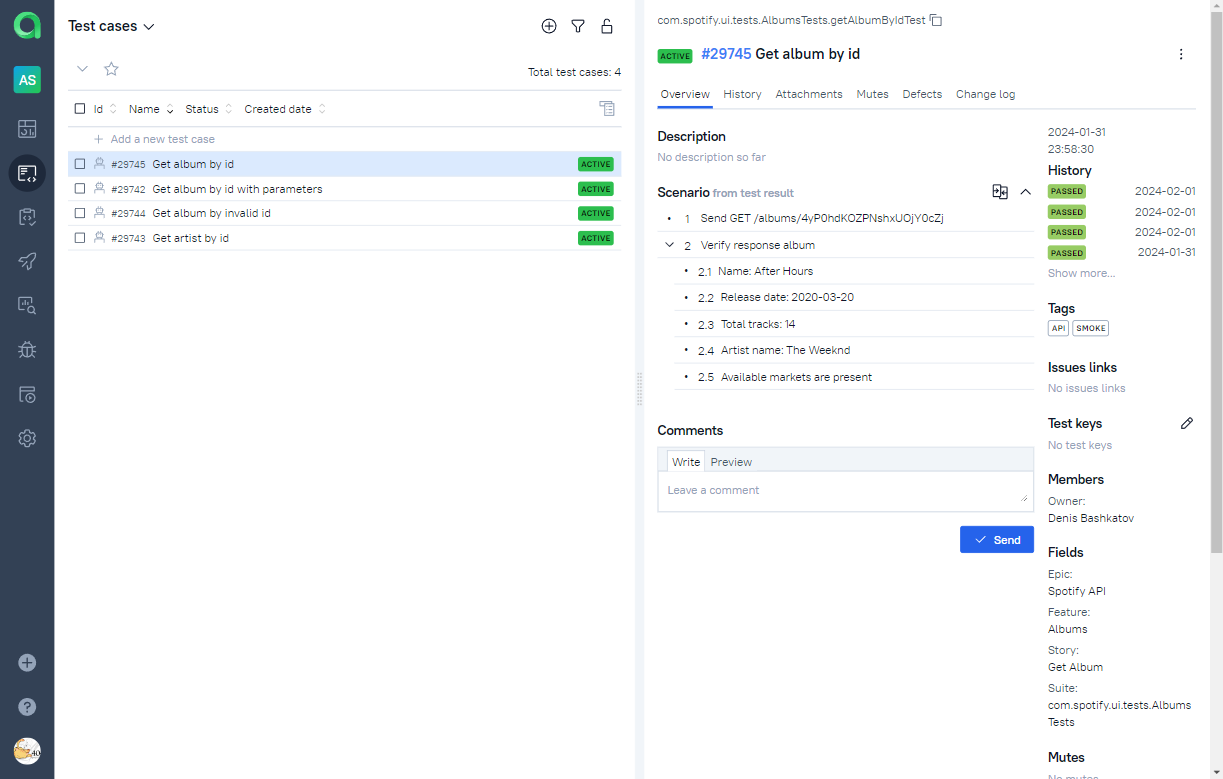 Test cases
AS
Total test cases: 4
Id Name Status Created date
Add a new test case
#29745 Get album by id ACTIVE
#29742 Get album by id with parameters ACTIVE
#29744 Get album by invalid id ACTIVE
#29743 Get artist by id ACTIVE
com.spotify.ui.tests.AlbumsTests.getAlbumByIdTest
ACTIVE #29745 Get album by id
Overview History Attachments Mutes Defects Change log
Description
No description so far
Scenario from test result
• 1 Send GET /albums/4yP0hdKOZPNshxUOjY0cZj
2 Verify response album
• 2.1 Name: After Hours
• 2.2 Release date: 2020-03-20
• 2.3 Total tracks: 14
• 2.4 Artist name: The Weeknd
• 2.5 Available markets are present
Comments
Write Preview
Leave a comment
Send
2024-01-31
23:58:30
History
PASSED 2024-02-01
PASSED 2024-02-01
PASSED 2024-02-01
PASSED 2024-01-31
Show more...
Tags
API SMOKE
Issues links
No issues links
Test keys
No test keys
Members
Owner:
Denis Bashkatov
Fields
Epic:
Spotify API
Feature:
Albums
Story:
Get Album
Suite:
com.spotify.ui.tests.Albums
Tests
Mutes
No mutes